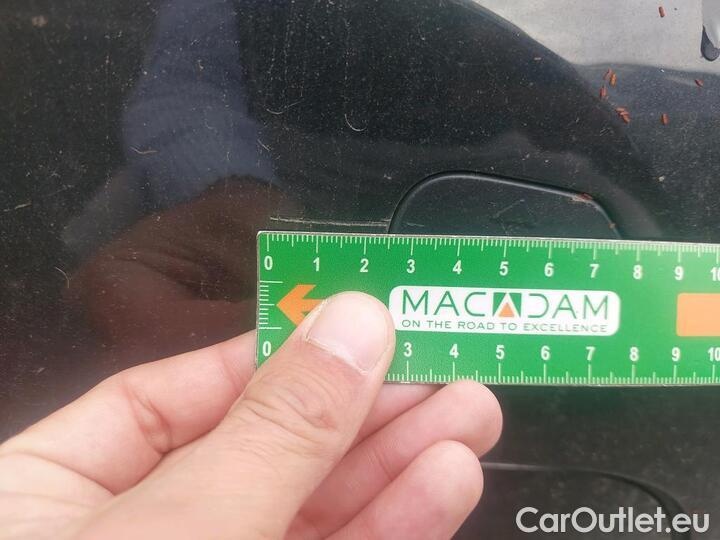 0 1 2 3 4 5 6 7 8 9 10
MACADAM
ON THE ROAD TO EXCELLENCE
0 3 4 5 6 7 8 9 10
CarOutlet.eu